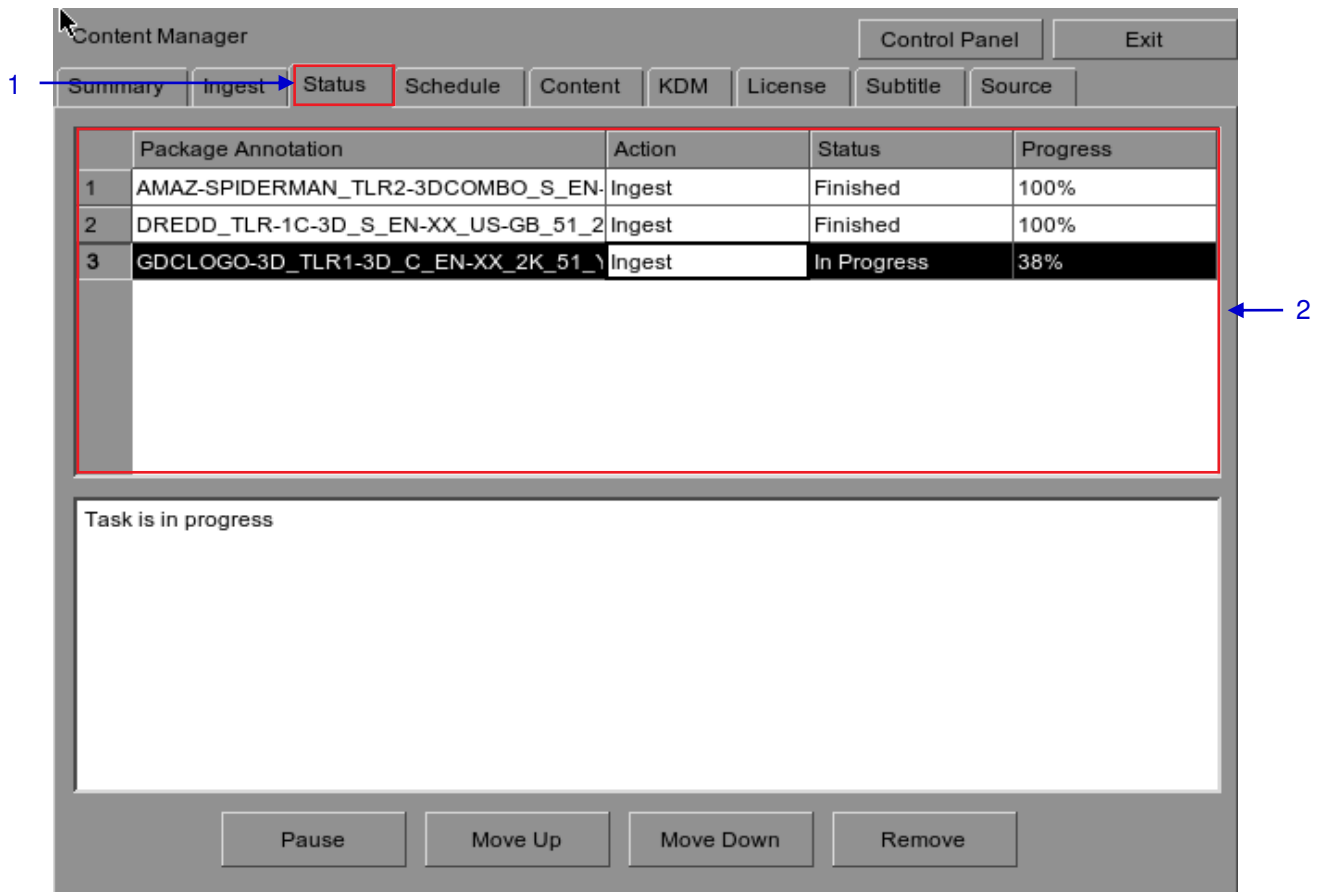 Content Manager Control Panel Exit
1 Summary Ingest Status Schedule Content KDM License Subtitle Source
Package Annotation Action Status Progress
1 AMAZ-SPIDERMAN_TLR2-3DCOMBO_S_EN- Ingest Finished 100%
2 DREDD_TLR-1C-3D_S_EN-XX_US-GB_51_2 Ingest Finished 100%
3 GDCLOGO-3D_TLR1-3D_C_EN-XX_2K_51_ Ingest In Progress 38%
2
Task is in progress
Pause Move Up Move Down Remove